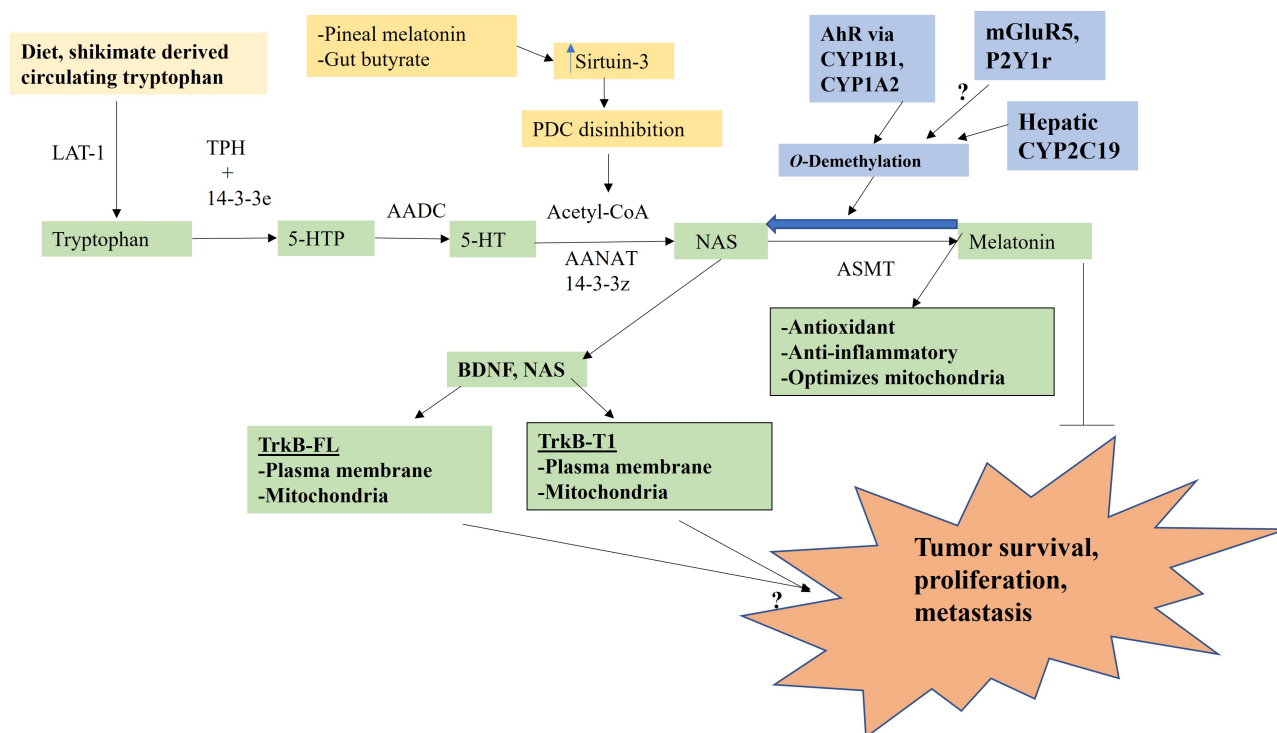 Diet, shikimate derived
circulating tryptophan
-Pineal melatonin
-Gut butyrate
Sirtuin-3
PDC disinhibition
AhR via
CYP1B1,
CYP1A2
mGluR5,
P2Y1r
?
Hepatic
CYP2C19
O-Demethylation
LAT-1
TPH
+
14-3-3e
AADC
Acetyl-CoA
AANAT
14-3-3z
Tryptophan
5-HTP
5-HT
NAS
Melatonin
ASMT
-Antioxidant
-Anti-inflammatory
-Optimizes mitochondria
BDNF, NAS
TrkB-FL
-Plasma membrane
-Mitochondria
TrkB-T1
-Plasma membrane
-Mitochondria
?
Tumor survival,
proliferation,
metastasis